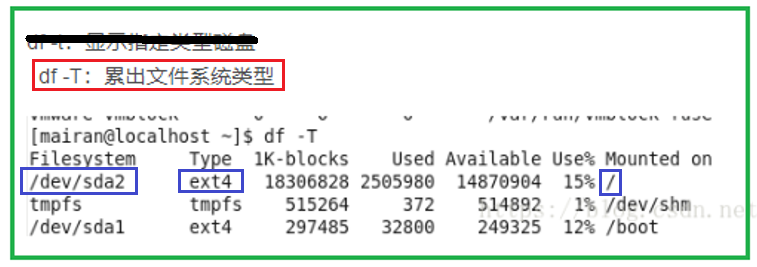 df -T：累出文件系统类型
[mairan@localhost ~]$ df -T
Filesystem Type 1K-blocks Used Available Use% Mounted on
/dev/sda2 ext4 18306828 2505980 14870904 15% /
tmpfs tmpfs 515264 372 514892 1% /dev/shm
/dev/sda1 ext4 297485 32800 249325 12% /boot